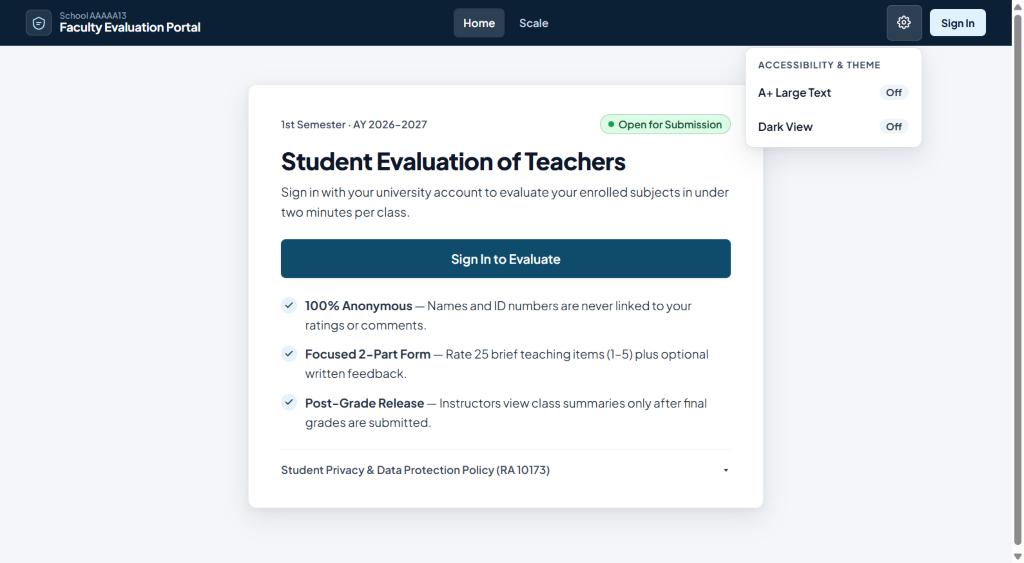 School AAAAA13
Faculty Evaluation Portal
Home
Scale
Sign In
ACCESSIBILITY & THEME
A+ Large Text
Off
Dark View
Off
1st Semester · AY 2026–2027
Open for Submission
Student Evaluation of Teachers
Sign in with your university account to evaluate your enrolled subjects in under
two minutes per class.
Sign In to Evaluate
100% Anonymous — Names and ID numbers are never linked to your
ratings or comments.
Focused 2-Part Form — Rate 25 brief teaching items (1–5) plus optional
written feedback.
Post-Grade Release — Instructors view class summaries only after final
grades are submitted.
Student Privacy & Data Protection Policy (RA 10173)